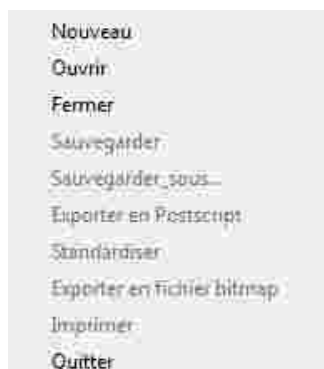 Nouveau
Ouvrir
Fermer
Sauvegarder
Sauvegarder_sous...
Exporter en Postscript
Standardiser
Exporter en fichier bitmap
Imprimer
Quitter